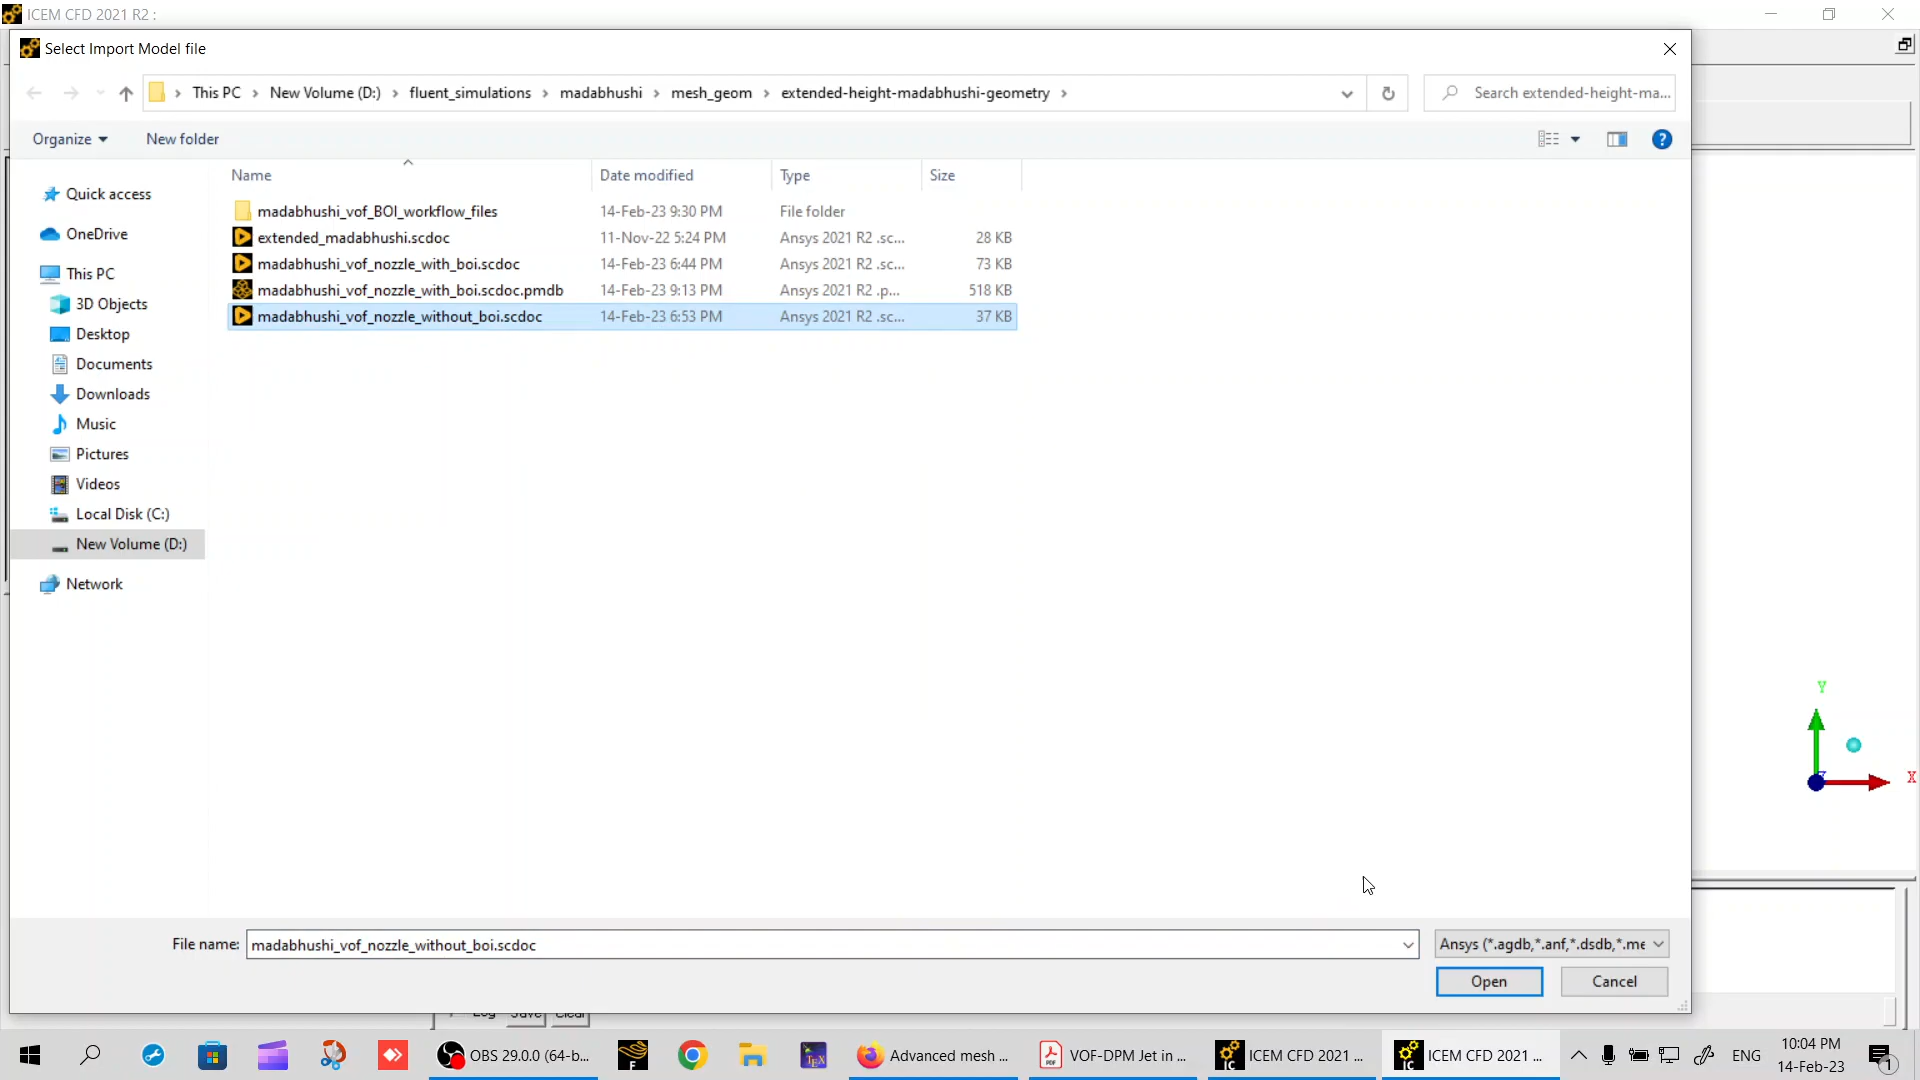 ICEM CFD 2021 R2 :
Select Import Model file
This PC > New Volume (D:) > fluent_simulations > madabhushi > mesh_geom > extended-height-madabhushi-geometry >
Search extended-height-ma...
Organize
New folder
Name
Date modified
Type
Size
Quick access
OneDrive
This PC
3D Objects
Desktop
Documents
Downloads
Music
Pictures
Videos
Local Disk (C:)
New Volume (D:)
Network
madabhushi_vof_BOI_workflow_files 14-Feb-23 9:30 PM File folder
extended_madabhushi.scdoc 11-Nov-22 5:24 PM Ansys 2021 R2 .sc... 28 KB
madabhushi_vof_nozzle_with_boi.scdoc 14-Feb-23 6:44 PM Ansys 2021 R2 .sc... 73 KB
madabhushi_vof_nozzle_with_boi.scdoc.pmdb 14-Feb-23 9:13 PM Ansys 2021 R2 .p... 518 KB
madabhushi_vof_nozzle_without_boi.scdoc 14-Feb-23 6:53 PM Ansys 2021 R2 .sc... 37 KB
Y
X
File name: madabhushi_vof_nozzle_without_boi.scdoc
Ansys (*.agdb,*.anf,*.dsdb,*.me
Open
Cancel
Log Save Clear
OBS 29.0.0 (64-b...
F
TEX
Advanced mesh ...
VOF-DPM Jet in ...
ICEM CFD 2021 ...
ICEM CFD 2021 ...
ENG
10:04 PM
14-Feb-23
1